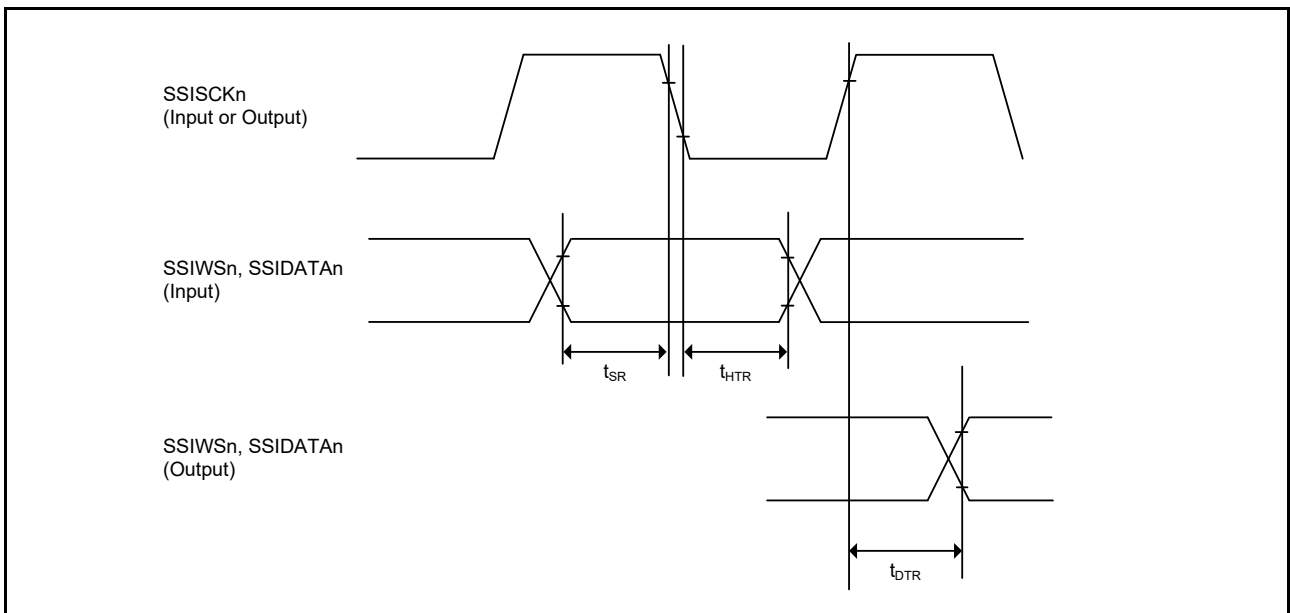 SSISCKn
(Input or Output)
SSIWSn, SSIDATAn
(Input)
tSR
tHTR
SSIWSn, SSIDATAn
(Output)
tDTR